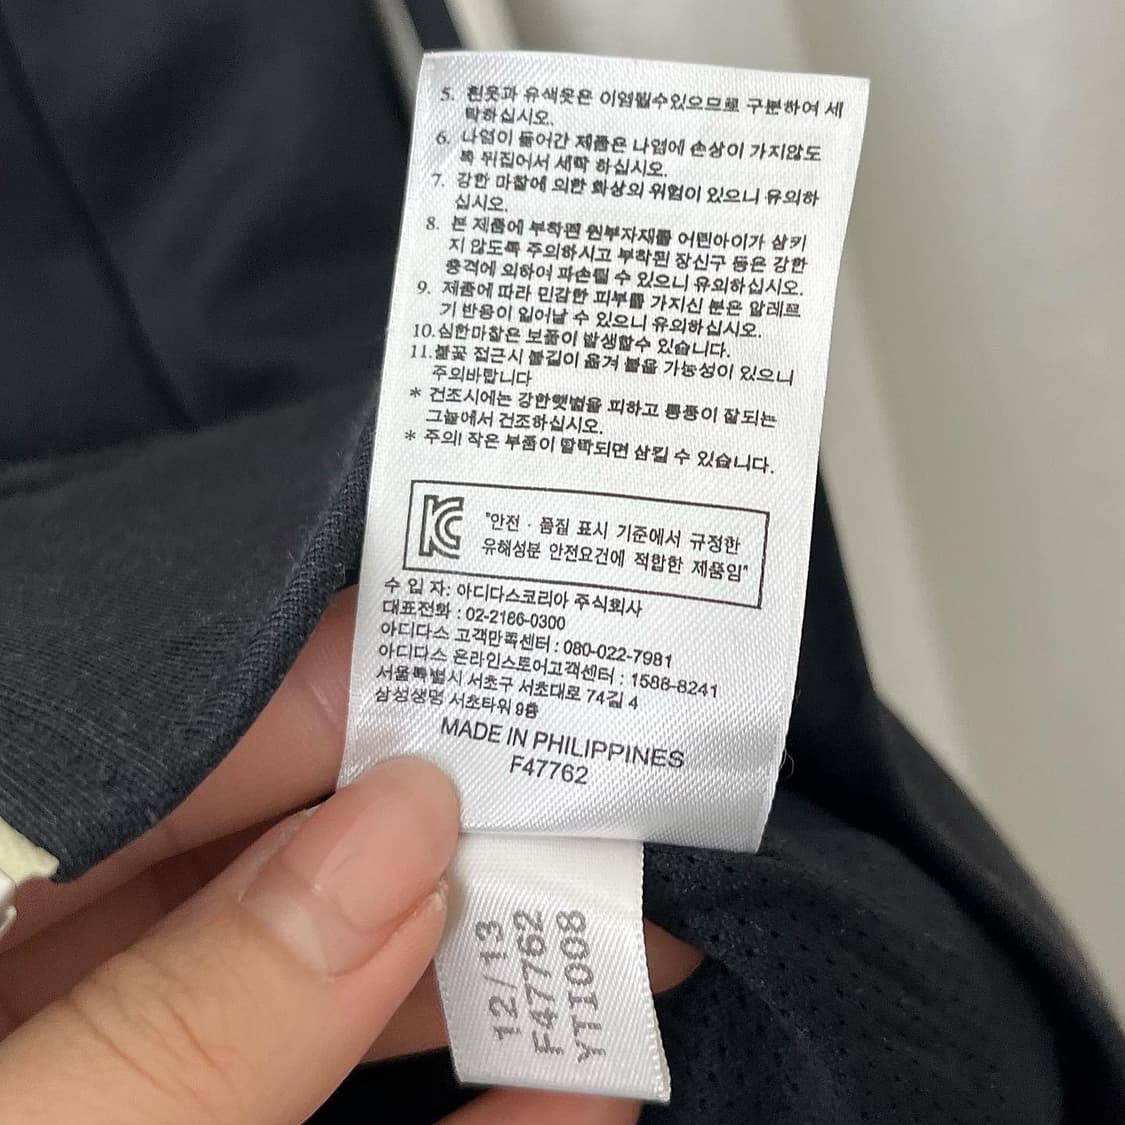 5. 흰옷과 유색옷은 이염될수있으므로 구분하여 세
탁하십시오.
6. 나염이 들어간 제품은 나염에 손상이 가지않도
록 뒤집어서 세탁 하십시오.
7. 강한 마찰에 의한 화상의 위험이 있으니 유의하
십시오.
8. 본 제품에 부착된 원부자재를 어린아이가 삼키
지 않도록 주의하시고 부착된 장신구 등은 강한
충격에 의하여 파손될 수 있으니 유의하십시오.
9. 제품에 따라 민감한 피부를 가지신 분은 알레르
기 반응이 일어날 수 있으니 유의하십시오.
10.심한마찰은 보풀이 발생할수 있습니다.
11.불꽃 접근시 불길이 옮겨 붙을 가능성이 있으니
주의바랍니다
* 건조시에는 강한햇볕을 피하고 통풍이 잘되는
그늘에서 건조하십시오.
* 주의! 작은 부품이 탈락되면 삼킬 수 있습니다.
KC
"안전 · 품질 표시 기준에서 규정한
유해성분 안전요건에 적합한 제품임"
수 입 자: 아디다스코리아 주식회사
대표전화 : 02-2186-0300
아디다스 고객만족센터 : 080-022-7981
아디다스 온라인스토어고객센터 : 1588-8241
서울특별시 서초구 서초대로 74길 4
삼성생명 서초타워 9층
MADE IN PHILIPPINES
F47762
12/13
F47762
YTI008